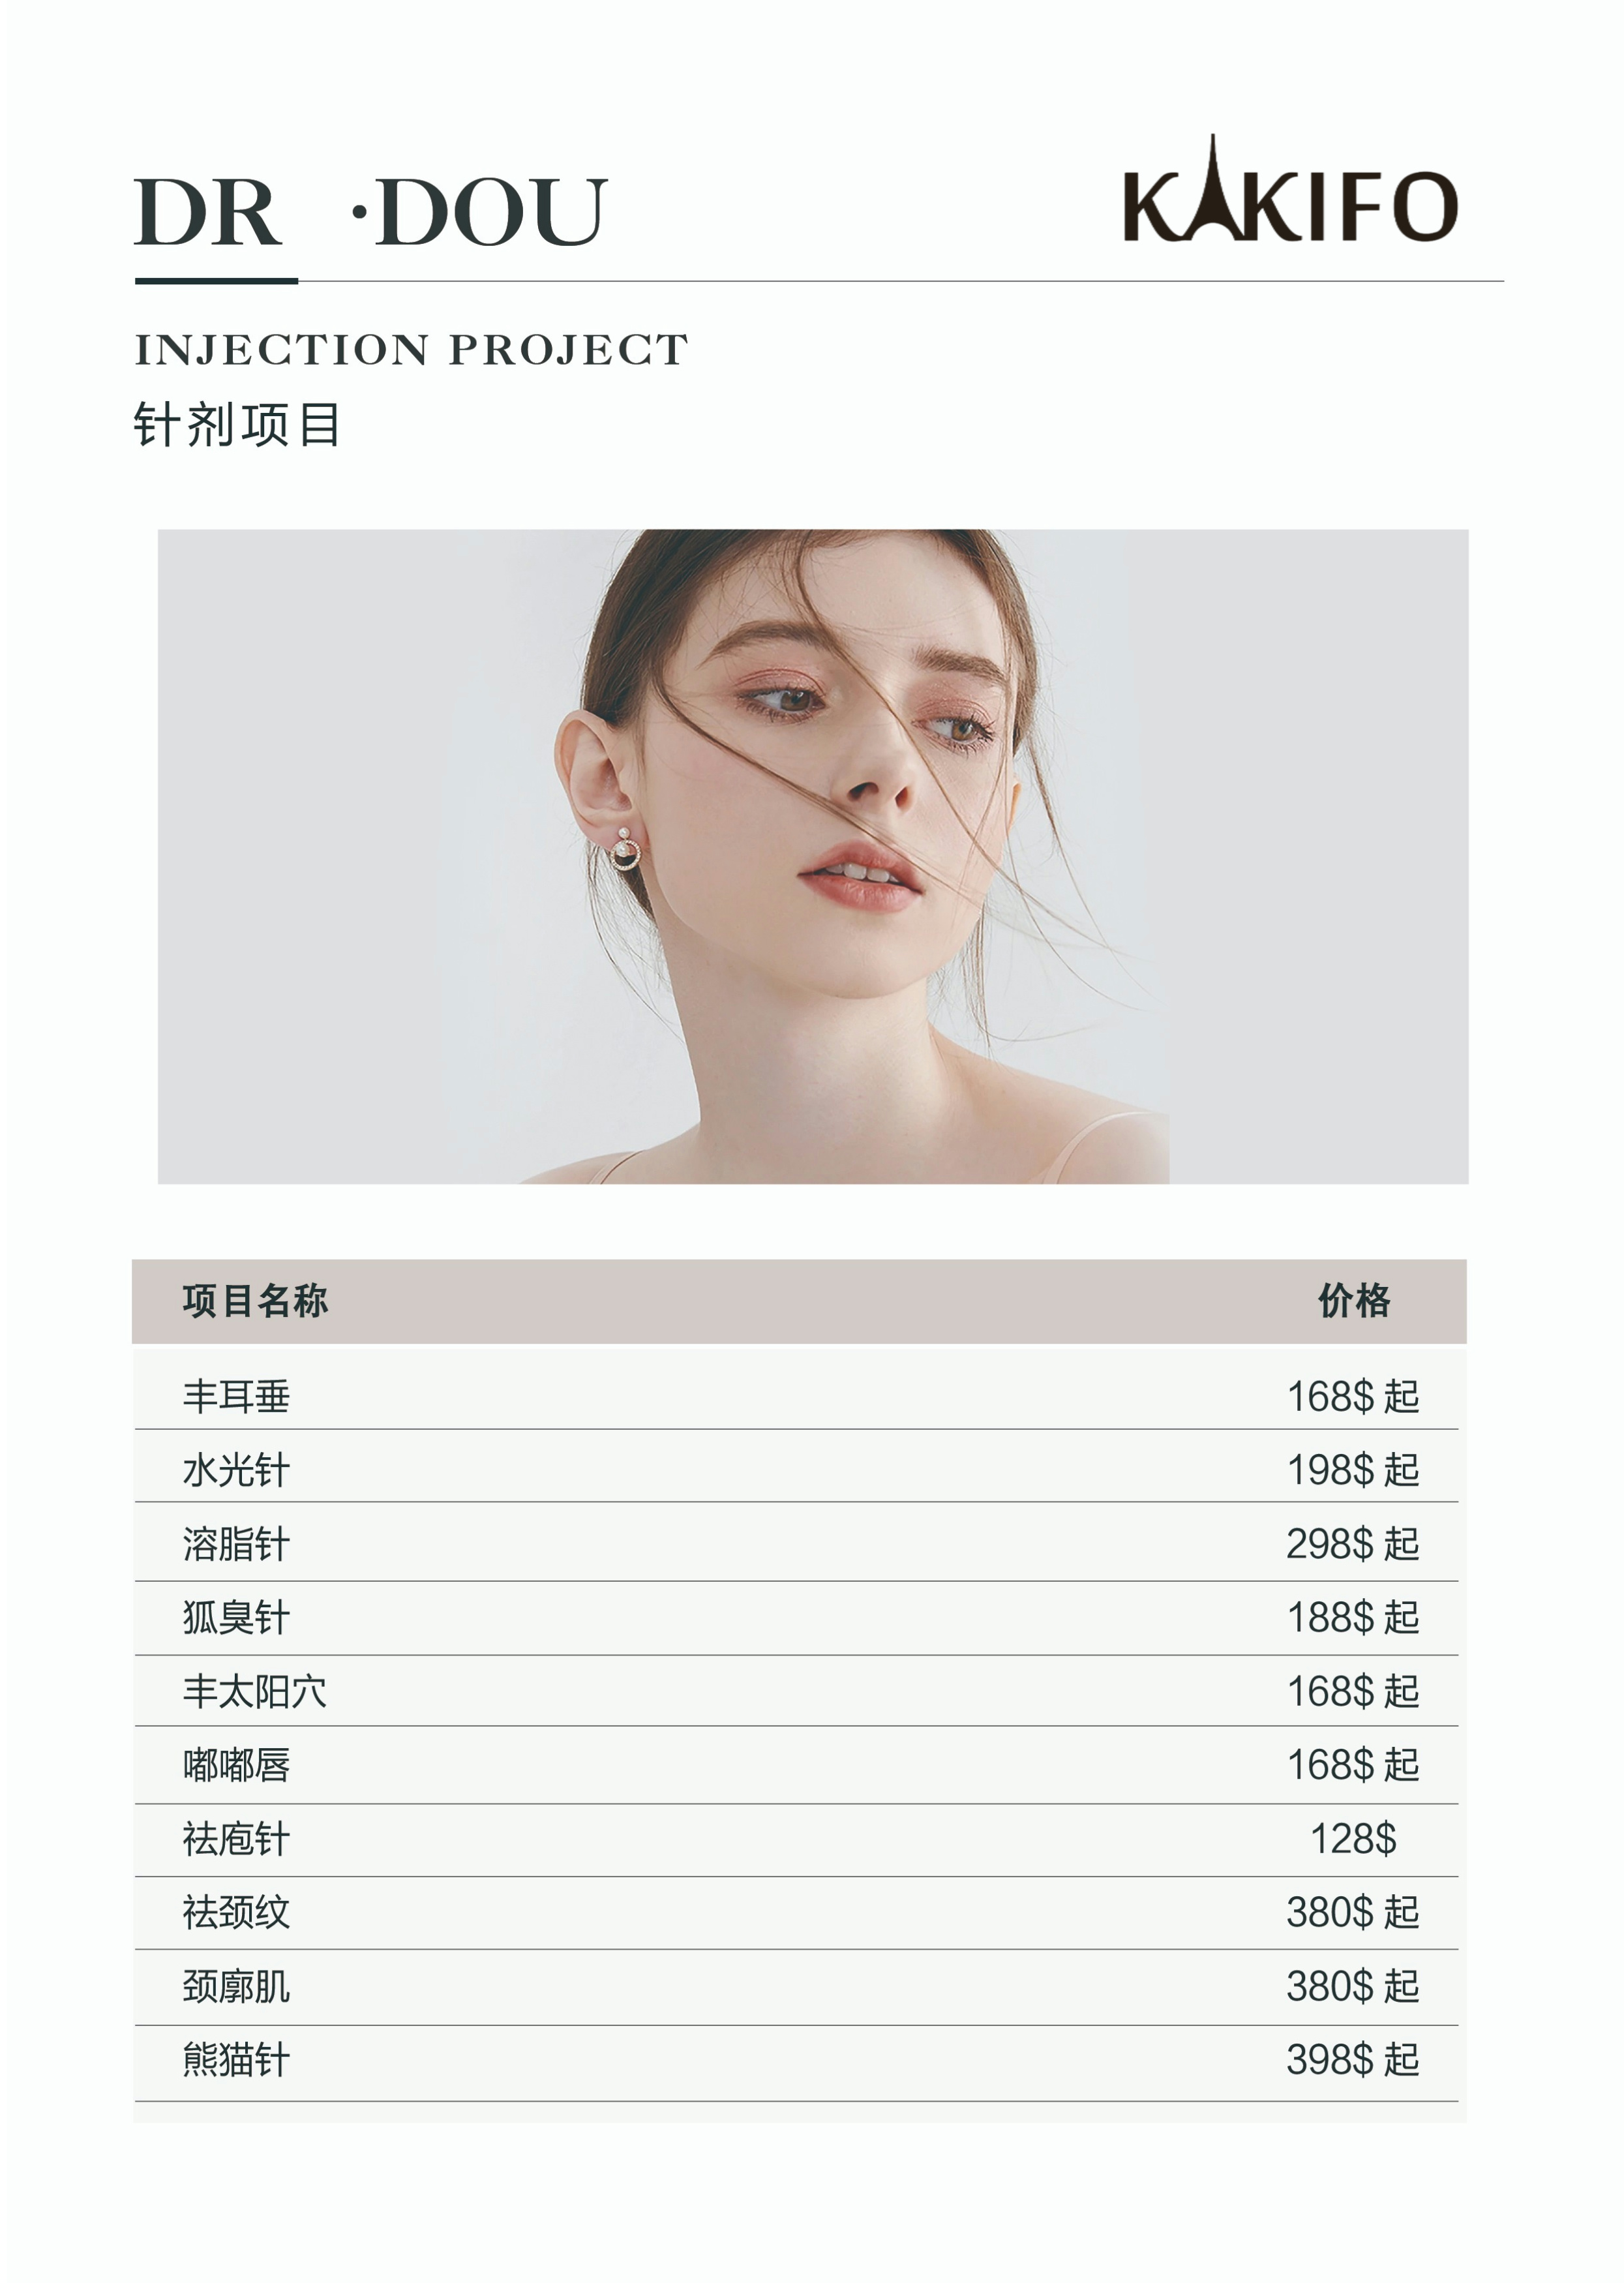 DR ·DOU
KAKIFO
INJECTION PROJECT
针剂项目
项目名称 价格
丰耳垂 168$ 起
水光针 198$ 起
溶脂针 298$ 起
狐臭针 188$ 起
丰太阳穴 168$ 起
嘟嘟唇 168$ 起
祛疱针 128$
祛颈纹 380$ 起
颈廓肌 380$ 起
熊猫针 398$ 起